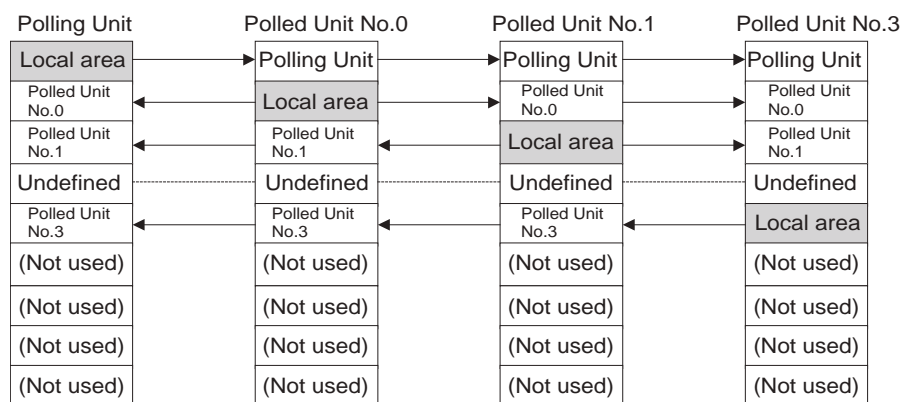 Polling Unit Polled Unit No.0 Polled Unit No.1 Polled Unit No.3
Local area Polling Unit Polling Unit Polling Unit
Polled Unit No.0 Local area Polled Unit No.0 Polled Unit No.0
Polled Unit No.1 Polled Unit No.1 Local area Polled Unit No.1
Undefined Undefined Undefined Undefined
Polled Unit No.3 Polled Unit No.3 Polled Unit No.3 Local area
(Not used) (Not used) (Not used) (Not used)
(Not used) (Not used) (Not used) (Not used)
(Not used) (Not used) (Not used) (Not used)
(Not used) (Not used) (Not used) (Not used)